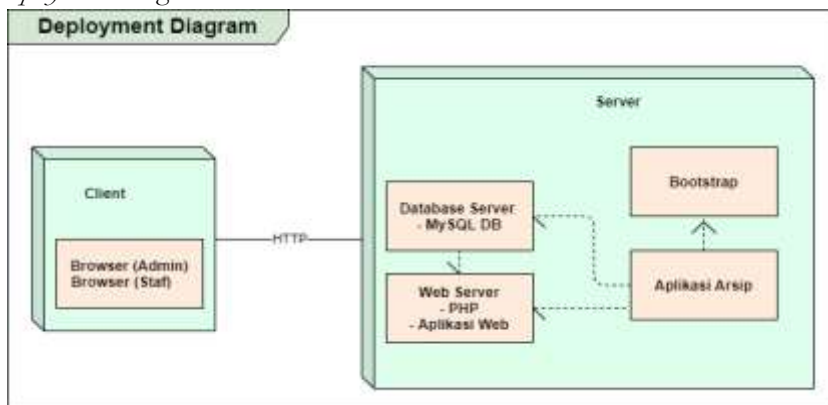 Deployment Diagram
Server
Client
Browser (Admin)
Browser (Staf)
HTTP
Database Server
- MySQL DB
Web Server
- PHP
- Aplikasi Web
Bootstrap
Aplikasi Arsip